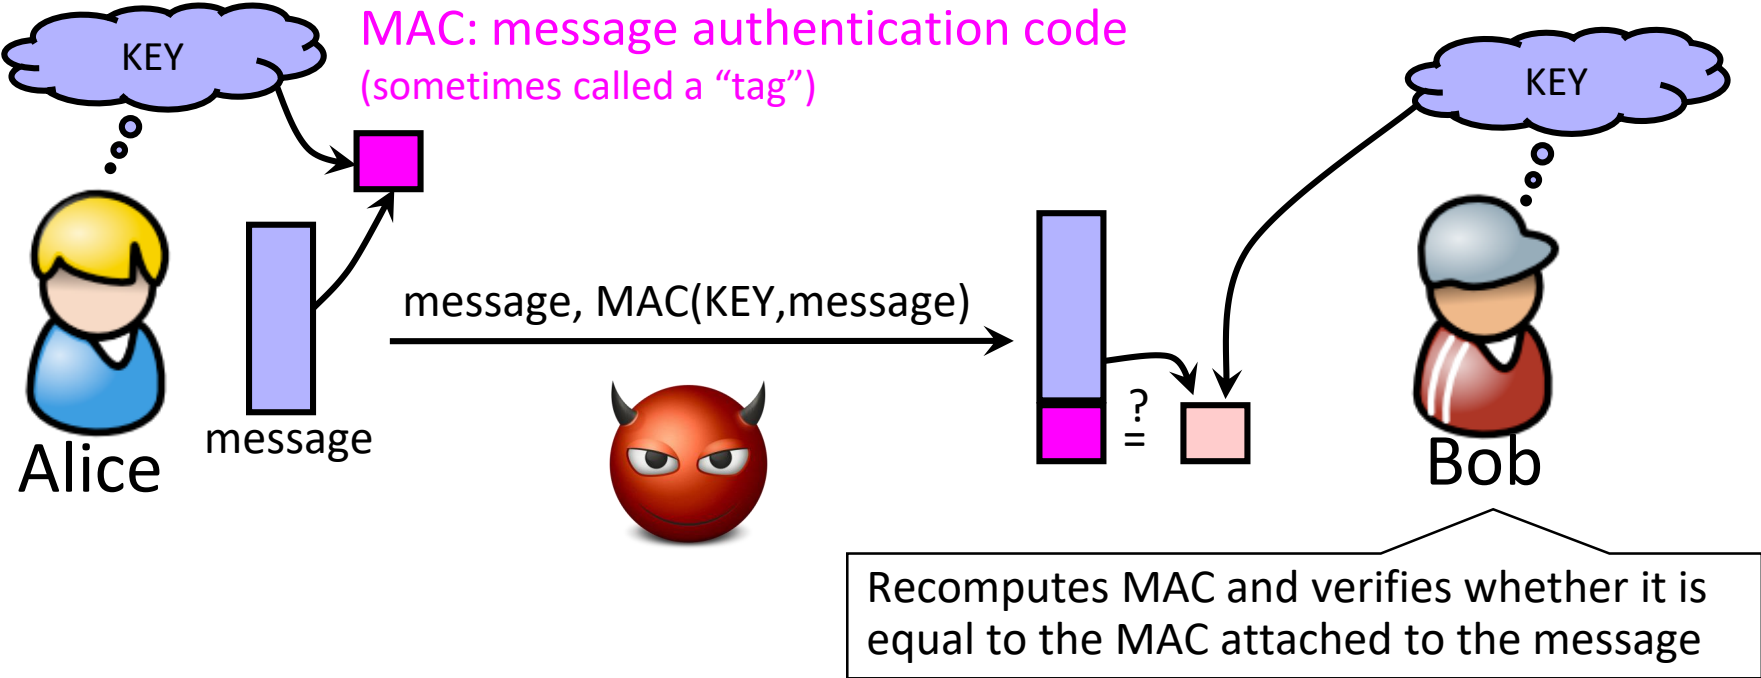 KEY
MAC: message authentication code
(sometimes called a “tag”)
KEY
message, MAC(KEY,message)
?
=
message
Alice
Bob
Recomputes MAC and verifies whether it is
equal to the MAC attached to the message